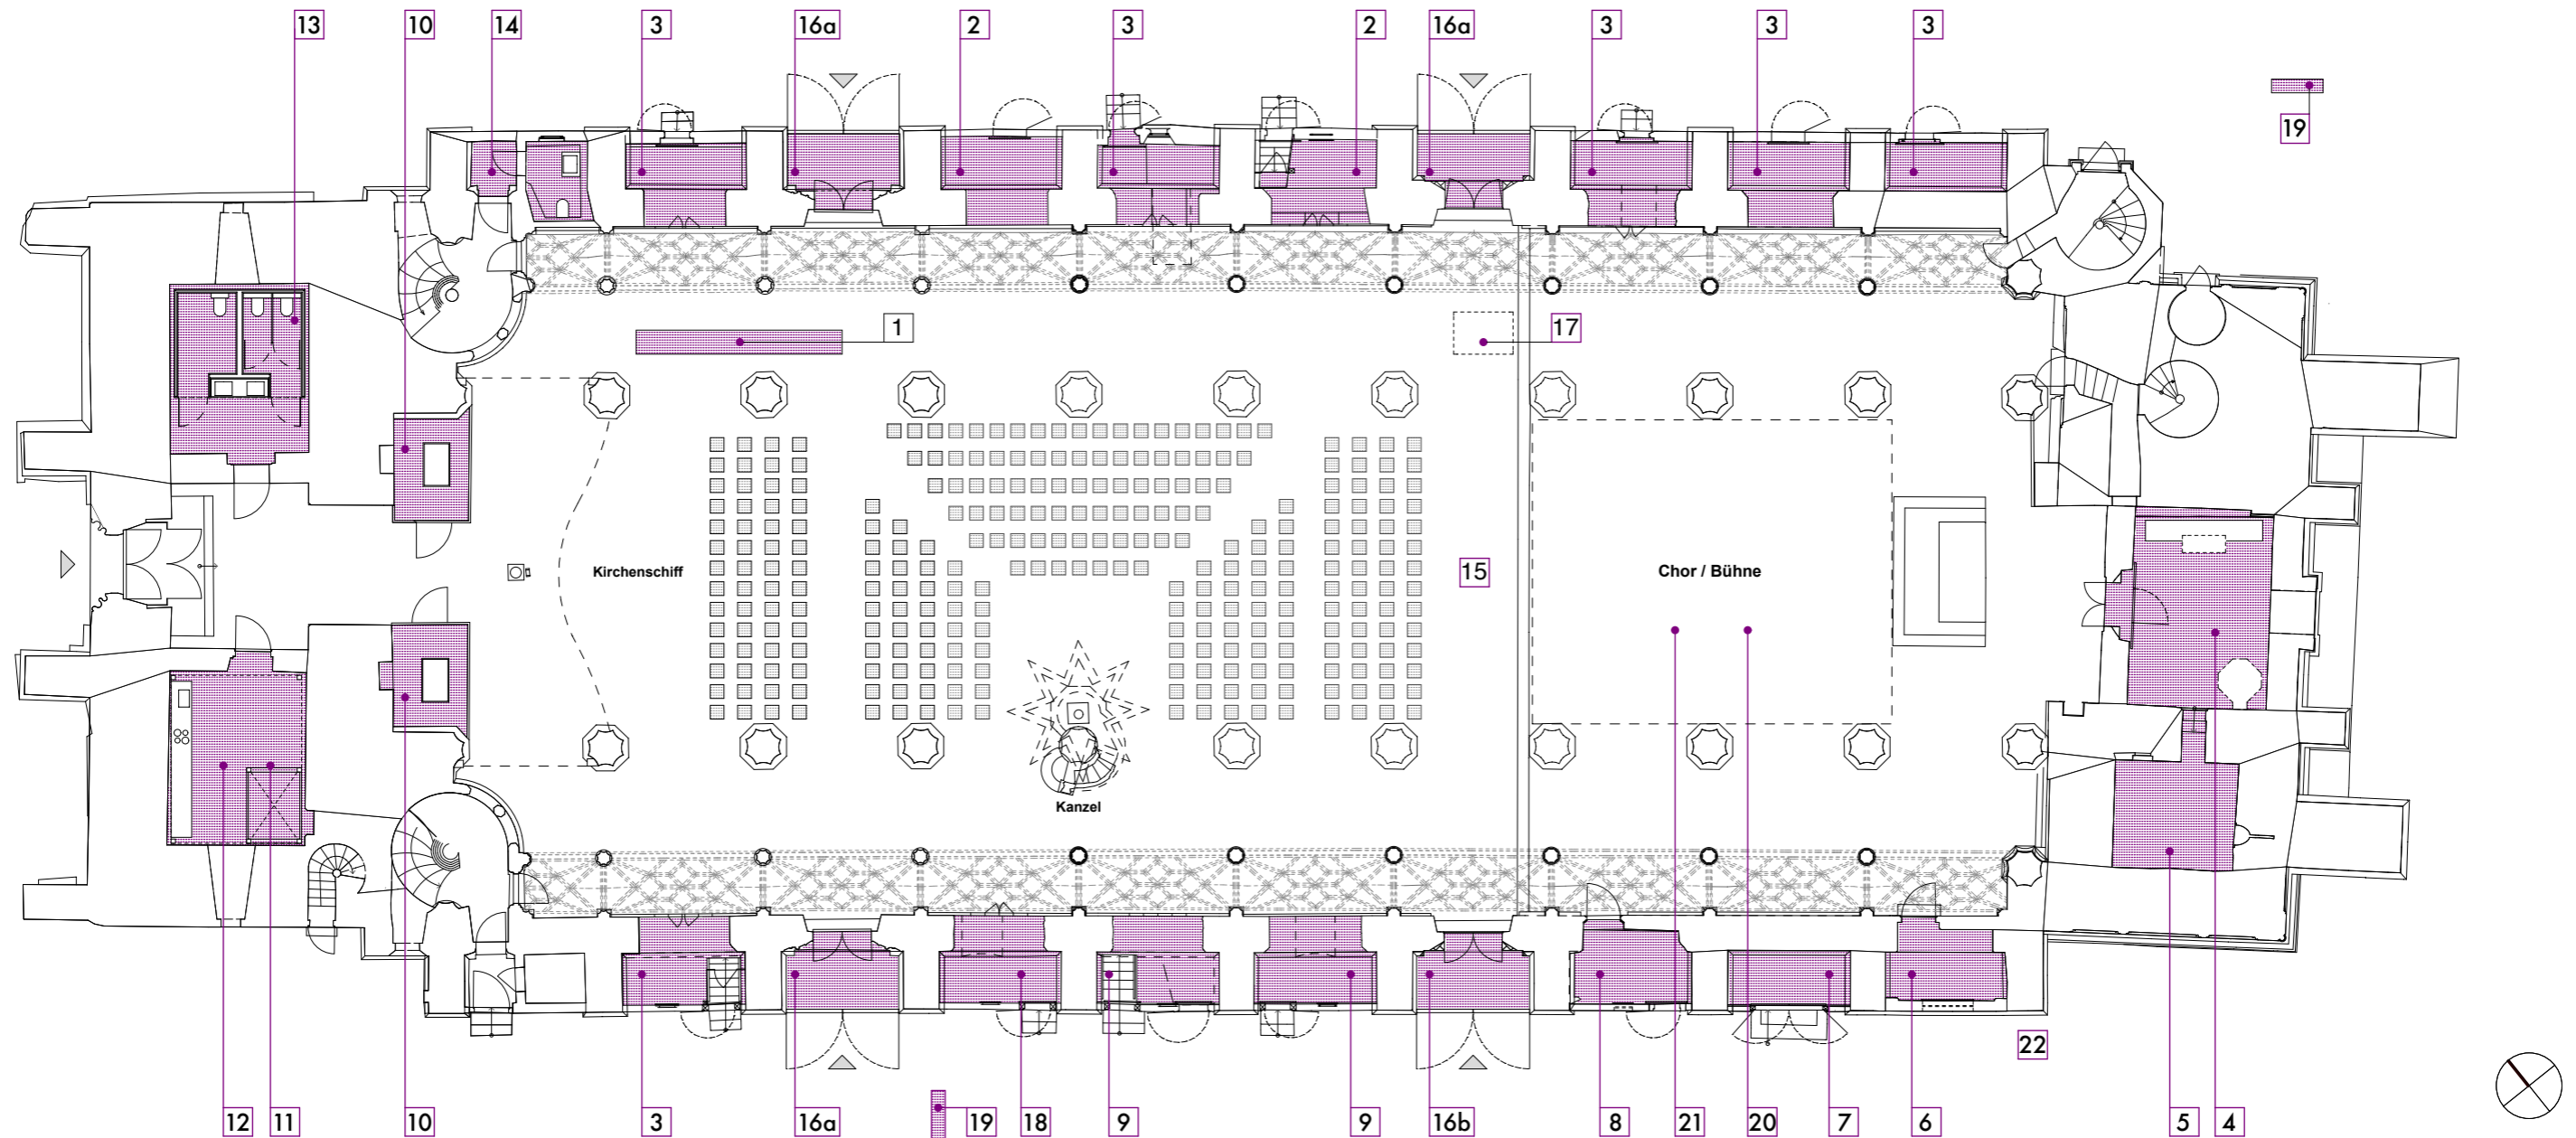 13 10 14 3 16a 2 3 2 16a 3 3 3
19
1 17
Kirchenschiff 15 Chor / Bühne
Kanzel
22
12 11 10 3 16a 19 18 9 9 16b 8 21 20 7 6 5 4